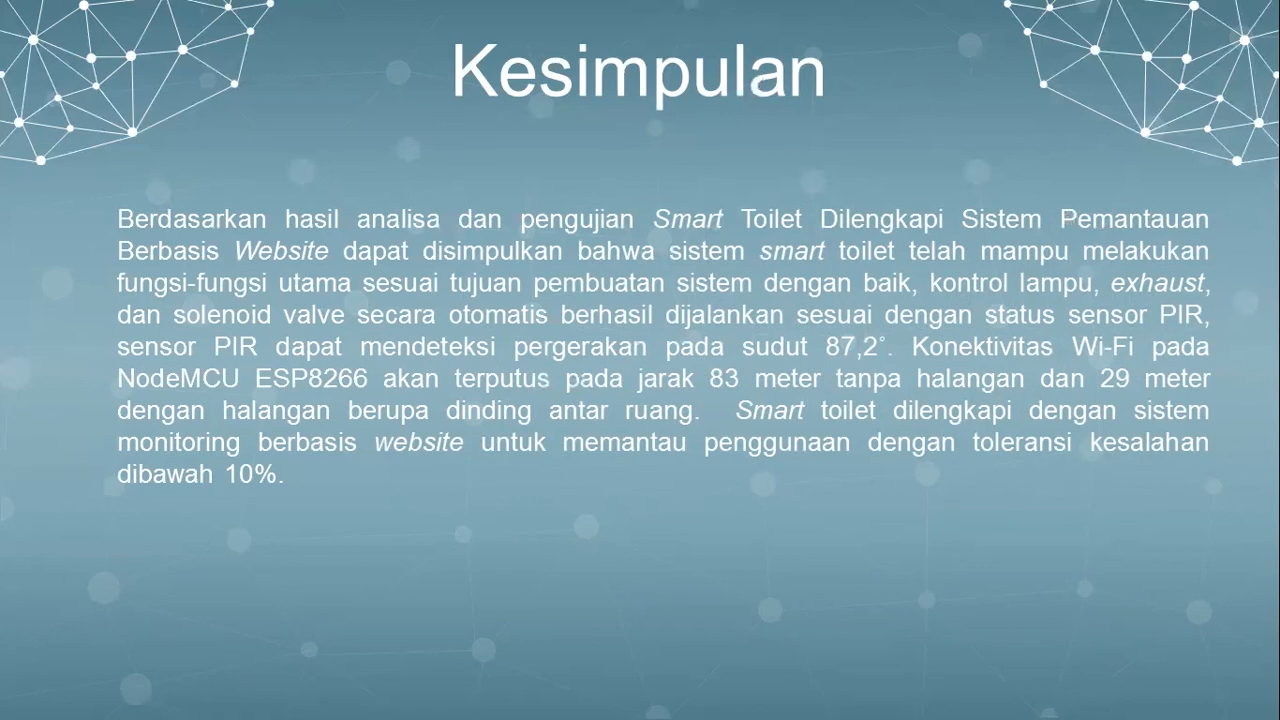 Kesimpulan
Berdasarkan hasil analisa dan pengujian Smart Toilet Dilengkapi Sistem Pemantauan
Berbasis Website dapat disimpulkan bahwa sistem smart toilet telah mampu melakukan
fungsi-fungsi utama sesuai tujuan pembuatan sistem dengan baik, kontrol lampu, exhaust,
dan solenoid valve secara otomatis berhasil dijalankan sesuai dengan status sensor PIR,
sensor PIR dapat mendeteksi pergerakan pada sudut 87,2˚. Konektivitas Wi-Fi pada
NodeMCU ESP8266 akan terputus pada jarak 83 meter tanpa halangan dan 29 meter
dengan halangan berupa dinding antar ruang. Smart toilet dilengkapi dengan sistem
monitoring berbasis website untuk memantau penggunaan dengan toleransi kesalahan
dibawah 10%.